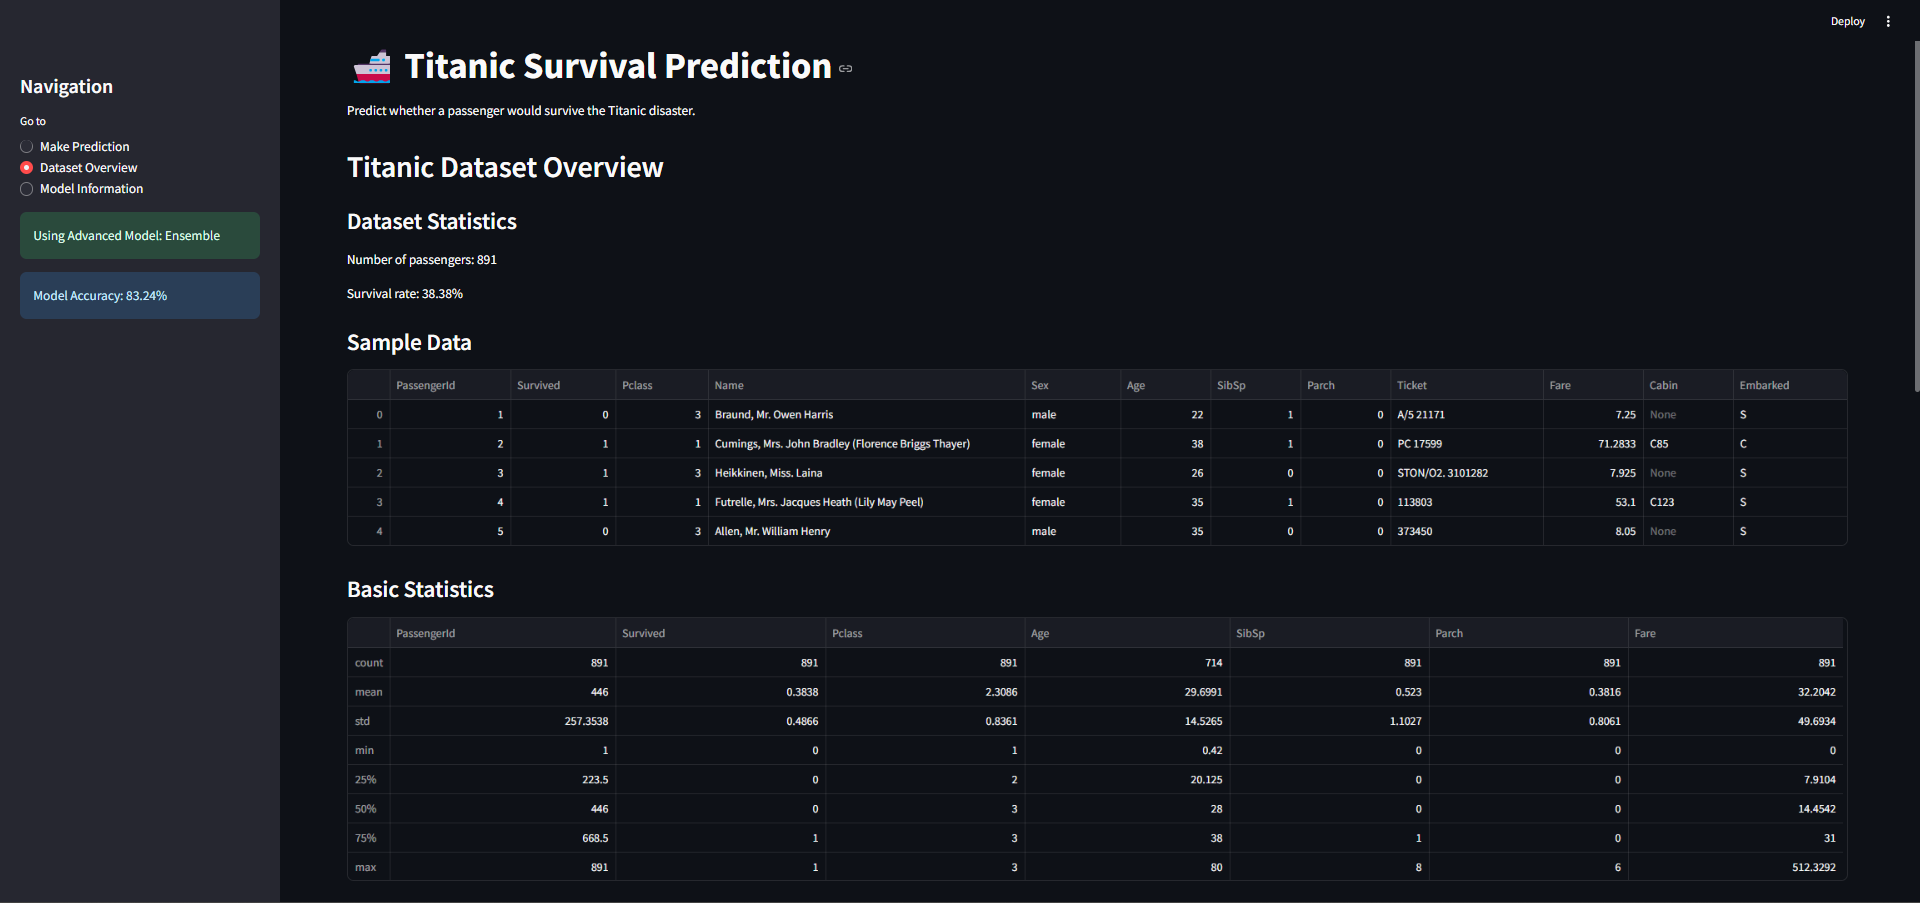 Deploy
Navigation
Go to
Make Prediction
Dataset Overview
Model Information
Using Advanced Model: Ensemble
Model Accuracy: 83.24%
Titanic Survival Prediction
Predict whether a passenger would survive the Titanic disaster.
Titanic Dataset Overview
Dataset Statistics
Number of passengers: 891
Survival rate: 38.38%
Sample Data
PassengerId Survived Pclass Name Sex Age SibSp Parch Ticket Fare Cabin Embarked
0 1 0 3 Braund, Mr. Owen Harris male 22 1 0 A/5 21171 7.25 None S
1 2 1 1 Cumings, Mrs. John Bradley (Florence Briggs Thayer) female 38 1 0 PC 17599 71.2833 C85 C
2 3 1 3 Heikkinen, Miss. Laina female 26 0 0 STON/O2. 3101282 7.925 None S
3 4 1 1 Futrelle, Mrs. Jacques Heath (Lily May Peel) female 35 1 0 113803 53.1 C123 S
4 5 0 3 Allen, Mr. William Henry male 35 0 0 373450 8.05 None S
Basic Statistics
PassengerId Survived Pclass Age SibSp Parch Fare
count 891 891 891 714 891 891 891
mean 446 0.3838 2.3086 29.6991 0.523 0.3816 32.2042
std 257.3538 0.4866 0.8361 14.5265 1.1027 0.8061 49.6934
min 1 0 1 0.42 0 0 0
25% 223.5 0 2 20.125 0 0 7.9104
50% 446 0 3 28 0 0 14.4542
75% 668.5 1 3 38 1 0 31
max 891 1 3 80 8 6 512.3292